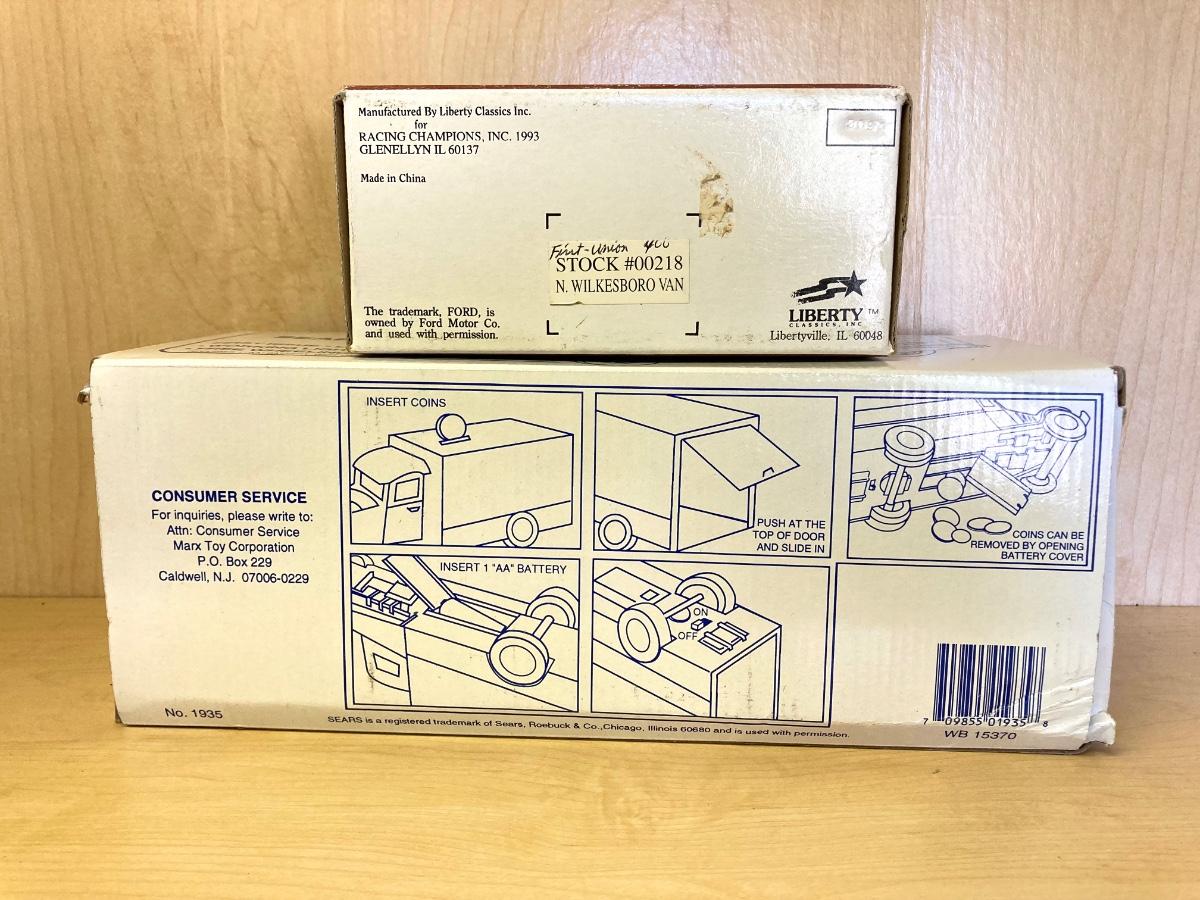 Manufactured By Liberty Classics Inc.
for
RACING CHAMPIONS, INC. 1993
GLENELLYN IL 60137
Made in China
First-Union 400
STOCK #00218
N. WILKESBORO VAN
The trademark, FORD, is
owned by Ford Motor Co.
and used with permission.
LIBERTY TM
CLASSICS, INC
Libertyville, IL 60048
CONSUMER SERVICE
For inquiries, please write to:
Attn: Consumer Service
Marx Toy Corporation
P.O. Box 229
Caldwell, N.J. 07006-0229
INSERT COINS
PUSH AT THE
TOP OF DOOR
AND SLIDE IN
COINS CAN BE
REMOVED BY OPENING
BATTERY COVER
INSERT 1 "AA" BATTERY
ON
OFF
No. 1935
SEARS is a registered trademark of Sears, Roebuck & Co.,Chicago, Illinois 60680 and is used with permission.
7 09855 01935 8
WB 15370